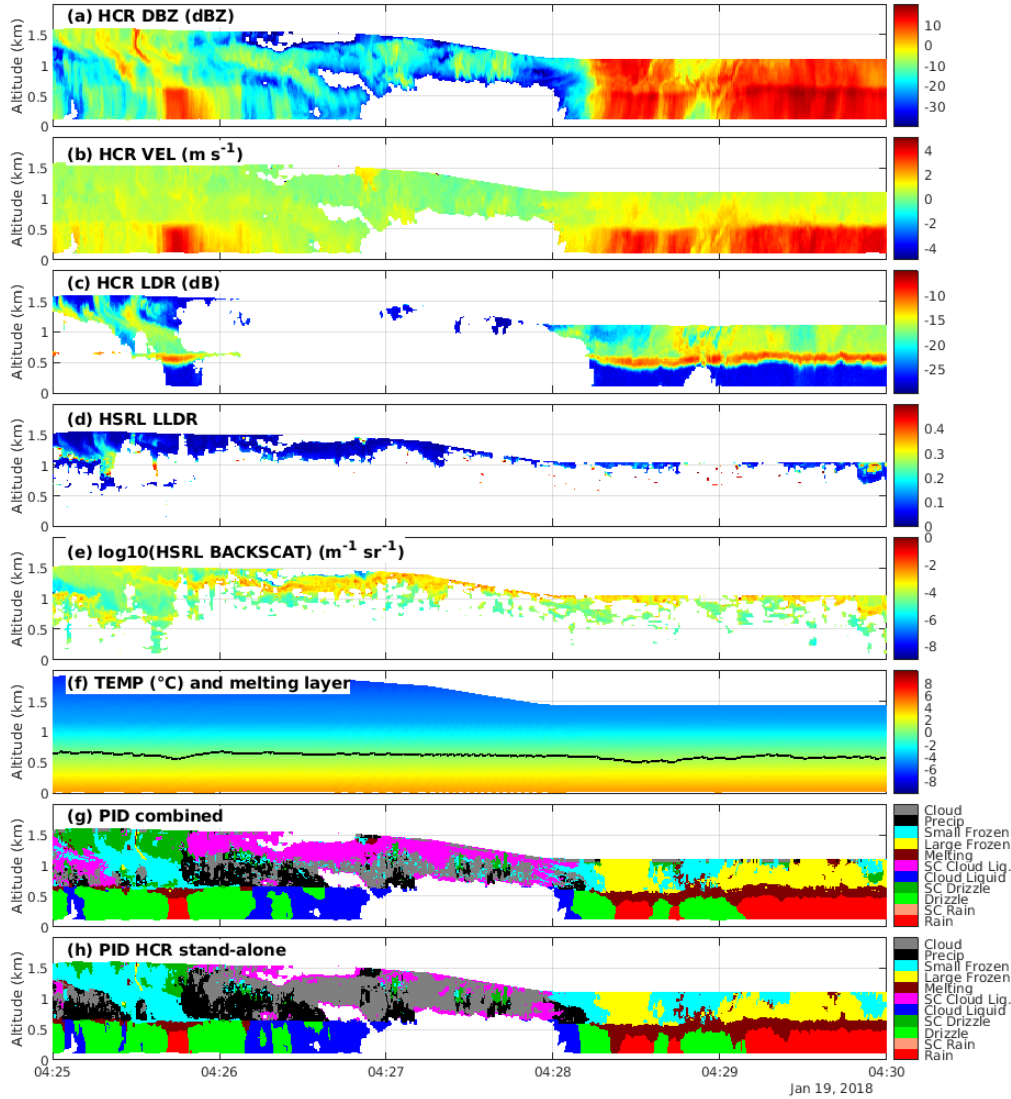 (a) HCR DBZ (dBZ)
Altitude (km)
1.5
1
0.5
0
10
0
-10
-20
-30
(b) HCR VEL (m s⁻¹)
Altitude (km)
1.5
1
0.5
0
4
2
0
-2
-4
(c) HCR LDR (dB)
Altitude (km)
1.5
1
0.5
0
-10
-15
-20
-25
(d) HSRL LLDR
Altitude (km)
1.5
1
0.5
0
0.4
0.3
0.2
0.1
0
(e) log10(HSRL BACKSCAT) (m⁻¹ sr⁻¹)
Altitude (km)
1.5
1
0.5
0
0
-2
-4
-6
-8
(f) TEMP (°C) and melting layer
Altitude (km)
1.5
1
0.5
0
8
6
4
2
0
-2
-4
-6
-8
(g) PID combined
Altitude (km)
1.5
1
0.5
0
Cloud
Precip
Small Frozen
Large Frozen
Melting
SC Cloud Liq.
Cloud Liquid
SC Drizzle
Drizzle
SC Rain
Rain
(h) PID HCR stand-alone
Altitude (km)
1.5
1
0.5
0
Cloud
Precip
Small Frozen
Large Frozen
Melting
SC Cloud Liq.
Cloud Liquid
SC Drizzle
Drizzle
SC Rain
Rain
04:25 04:26 04:27 04:28 04:29 04:30
Jan 19, 2018